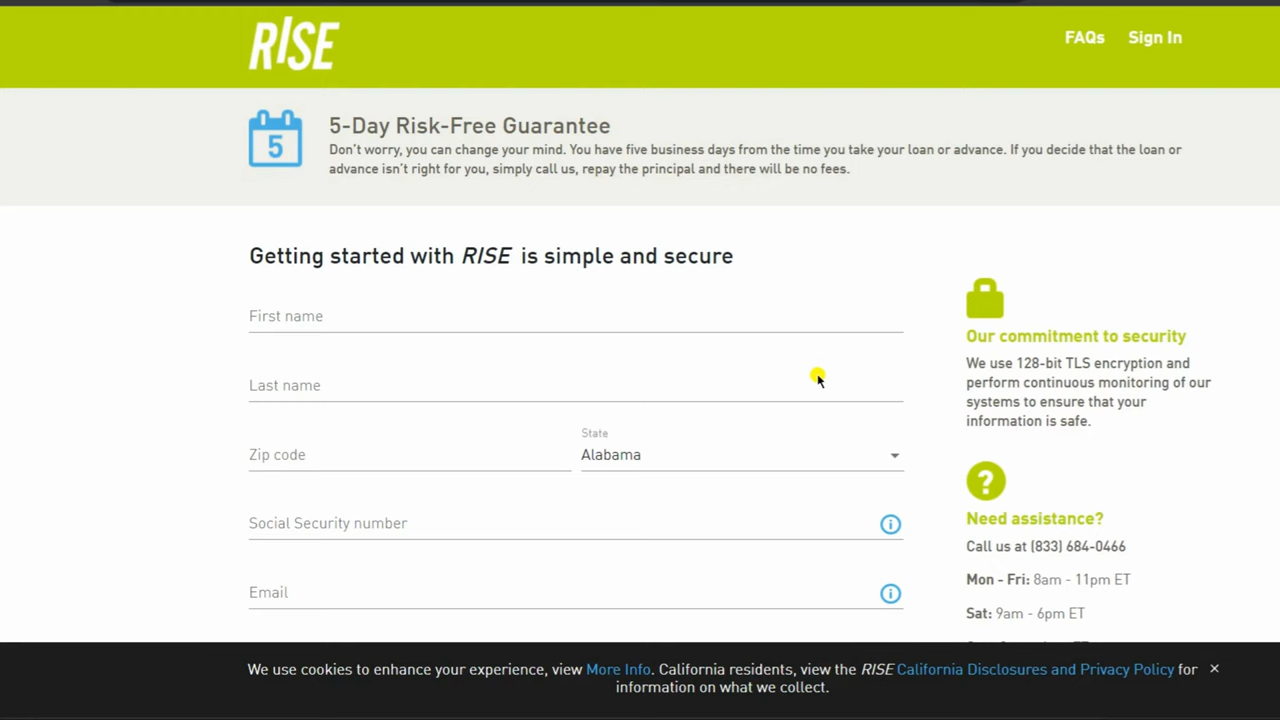 RISE
FAQs Sign In
5
5-Day Risk-Free Guarantee
Don't worry, you can change your mind. You have five business days from the time you take your loan or advance. If you decide that the loan or
advance isn't right for you, simply call us, repay the principal and there will be no fees.
Getting started with RISE is simple and secure
First name
Last name
Zip code
State
Alabama
Social Security number
Email
Our commitment to security
We use 128-bit TLS encryption and
perform continuous monitoring of our
systems to ensure that your
information is safe.
?
Need assistance?
Call us at (833) 684-0466
Mon - Fri: 8am - 11pm ET
Sat: 9am - 6pm ET
We use cookies to enhance your experience, view More Info. California residents, view the RISE California Disclosures and Privacy Policy for
information on what we collect.